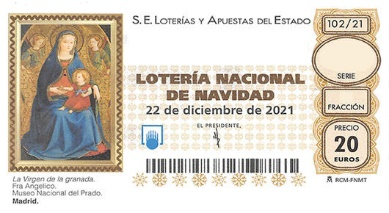 S. E. LOTERÍAS Y APUESTAS DEL ESTADO
102/21
LOTERÍA NACIONAL
DE NAVIDAD
22 de diciembre de 2021
EL PRESIDENTE,
SERIE
FRACCIÓN
PRECIO
20
EUROS
RCM-FNMT
La Virgen de la granada.
Fra Angelico.
Museo Nacional del Prado.
Madrid.